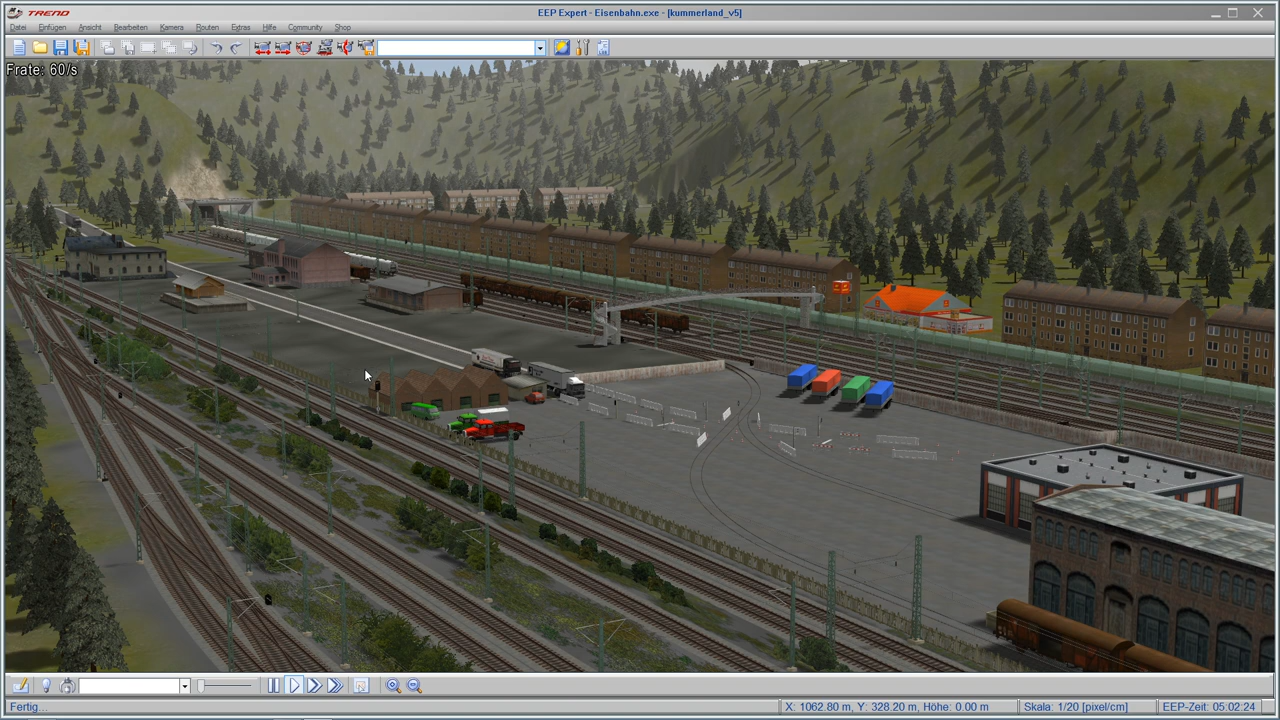 TREND
EEP Expert - Eisenbahn.exe - [kummerland_v5]
Datei Einfügen Ansicht Bearbeiten Kamera Routen Extras Hilfe Community Shop
Frate: 60/s
Fertig...
X: 1062.80 m, Y: 328.20 m, Höhe: 0.00 m
Skala: 1/20 [pixel/cm]
EEP-Zeit: 05:02:24